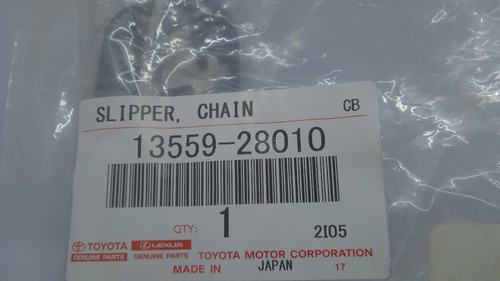 SLIPPER, CHAIN CB
13559-28010
QTY: 1 2I05
TOYOTA GENUINE PARTS LEXUS GENUINE PARTS TOYOTA MOTOR CORPORATION
MADE IN JAPAN 17